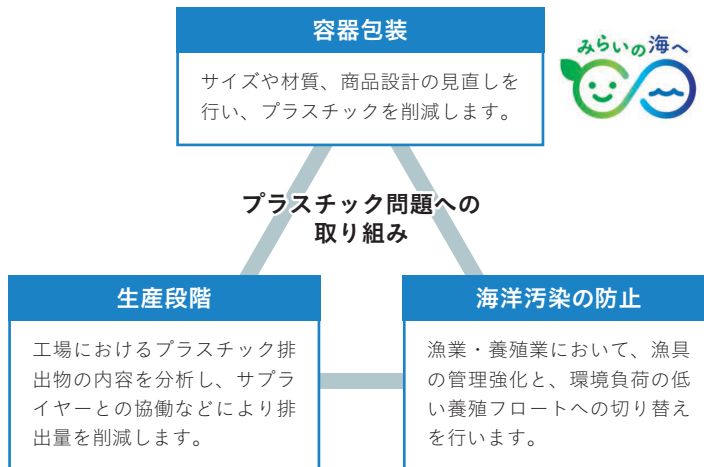 容器包装
サイズや材質、商品設計の見直しを
行い、プラスチックを削減します。
みらいの海へ
プラスチック問題への
取り組み
生産段階
工場におけるプラスチック排
出物の内容を分析し、サプラ
イヤーとの協働などにより排
出量を削減します。
海洋汚染の防止
漁業・養殖業において、漁具
の管理強化と、環境負荷の低
い養殖フロートへの切り替え
を行います。